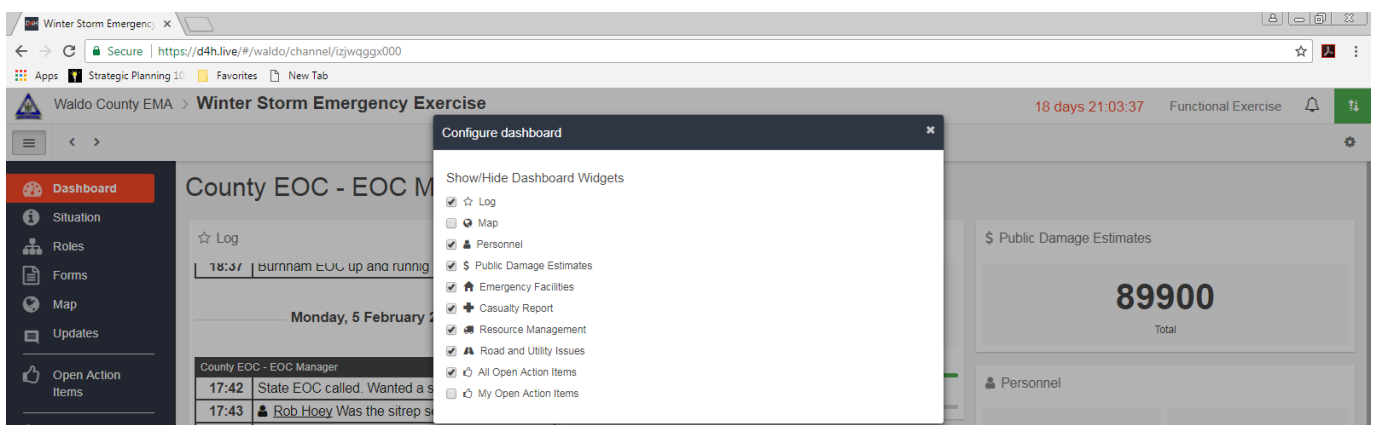 D4H Winter Storm Emergency
Secure https://d4h.live/#/waldo/channel/izjwqggx000
Apps Strategic Planning 10 Favorites New Tab
Waldo County EMA > Winter Storm Emergency Exercise
18 days 21:03:37 Functional Exercise
Configure dashboard
Dashboard
Situation
Roles
Forms
Map
Updates
Open Action
Items
County EOC - EOC M
Log
18:37 Burnham EOC up and runnig
Monday, 5 February 2
County EOC - EOC Manager
17:42 State EOC called. Wanted a s
17:43 Rob Hoey Was the sitrep se
Show/Hide Dashboard Widgets
Log
Map
Personnel
$ Public Damage Estimates
Emergency Facilities
Casualty Report
Resource Management
Road and Utility Issues
All Open Action Items
My Open Action Items
$ Public Damage Estimates
89900
Total
Personnel